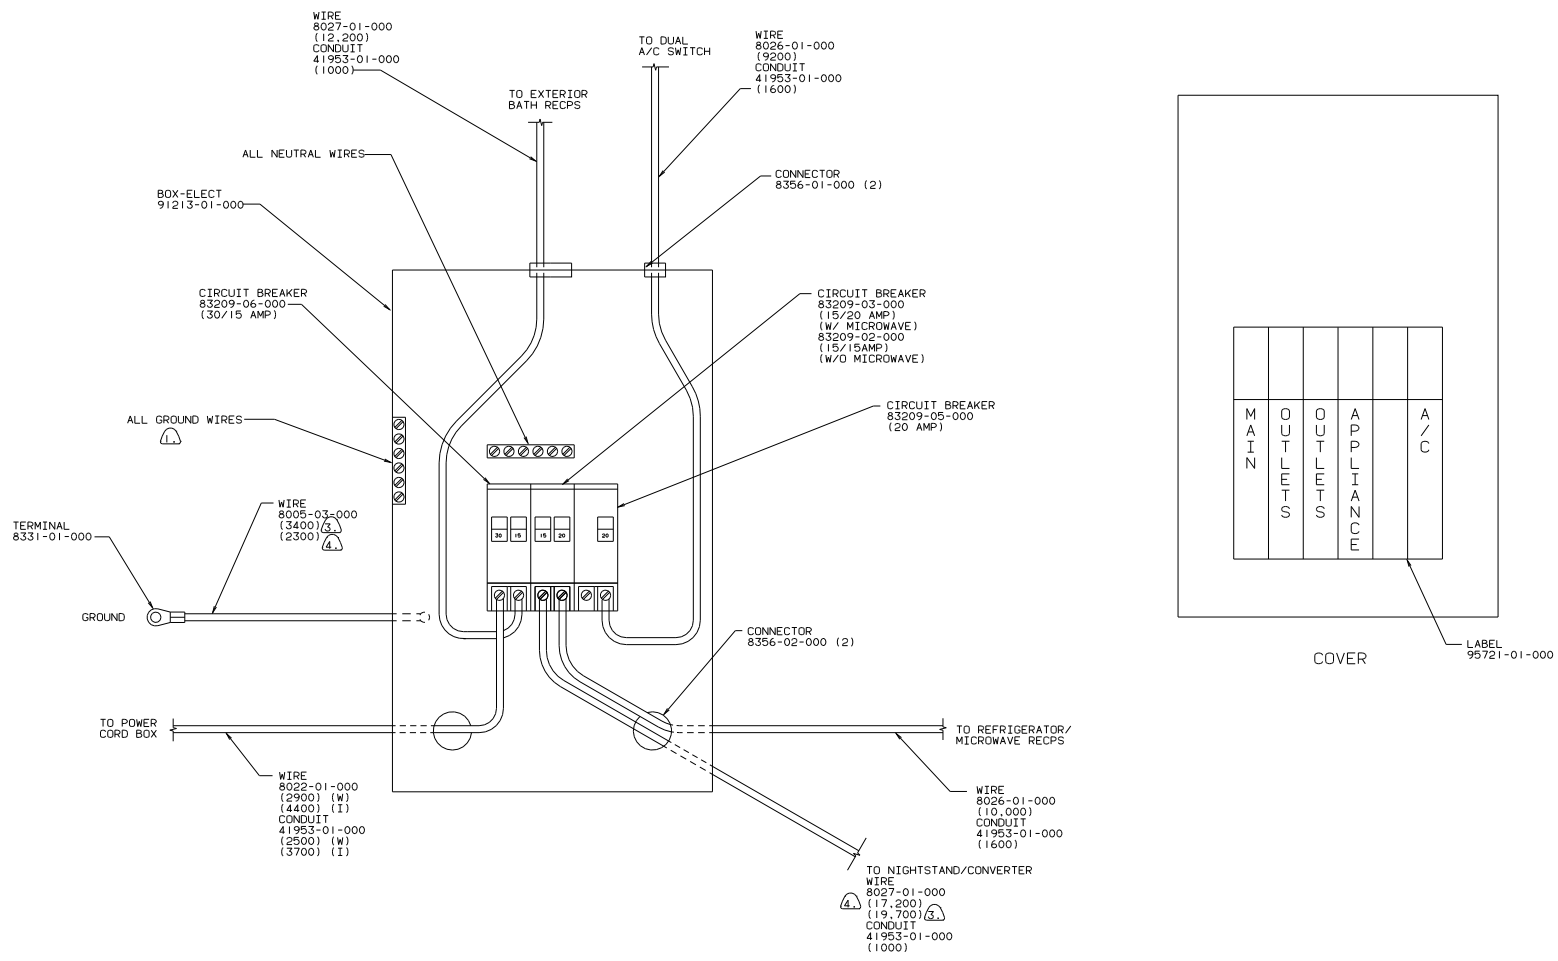 WIRE
8027-01-000
(12,200)
CONDUIT
41953-01-000
(1000)
TO DUAL
A/C SWITCH
WIRE
8026-01-000
(9200)
CONDUIT
41953-01-000
(1600)
TO EXTERIOR
BATH RECPS
ALL NEUTRAL WIRES
CONNECTOR
8356-01-000 (2)
BOX-ELECT
91213-01-000
CIRCUIT BREAKER
83209-06-000
(30/15 AMP)
CIRCUIT BREAKER
83209-03-000
(15/20 AMP)
(W/ MICROWAVE)
83209-02-000
(15/15AMP)
(W/O MICROWAVE)
CIRCUIT BREAKER
83209-05-000
(20 AMP)
ALL GROUND WIRES
1.
WIRE
8005-03-000
(3400) 3.
(2300) 4.
TERMINAL
8331-01-000
GROUND
30 15 15 20 20
CONNECTOR
8356-02-000 (2)
TO POWER
CORD BOX
WIRE
8022-01-000
(2900) (W)
(4400) (I)
CONDUIT
41953-01-000
(2500) (W)
(3700) (I)
TO REFRIGERATOR/
MICROWAVE RECPS
WIRE
8026-01-000
(10,000)
CONDUIT
41953-01-000
(1600)
TO NIGHTSTAND/CONVERTER
WIRE
8027-01-000
4. (17,200)
(19,700) 3.
CONDUIT
41953-01-000
(1000)
MAIN
OUTLETS
OUTLETS
APPLIANCE
A/C
LABEL
95721-01-000
COVER